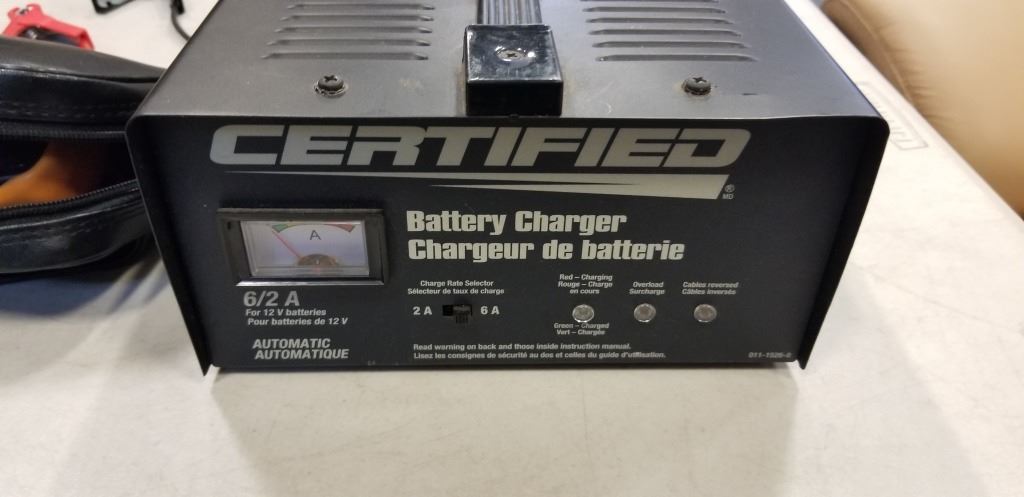 CERTIFIED
®
MD
A
Battery Charger
Chargeur de batterie
6/2 A
For 12 V batteries
Pour batteries de 12 V
AUTOMATIC
AUTOMATIQUE
Charge Rate Selector
Sélecteur de taux de charge
2 A 6 A
Red – Charging
Rouge – Charge
en cours
Green – Charged
Vert – Chargée
Overload
Surcharge
Cables reversed
Câbles inversés
Read warning on back and those inside instruction manual.
Lisez les consignes de sécurité au dos et celles du guide d'utilisation.